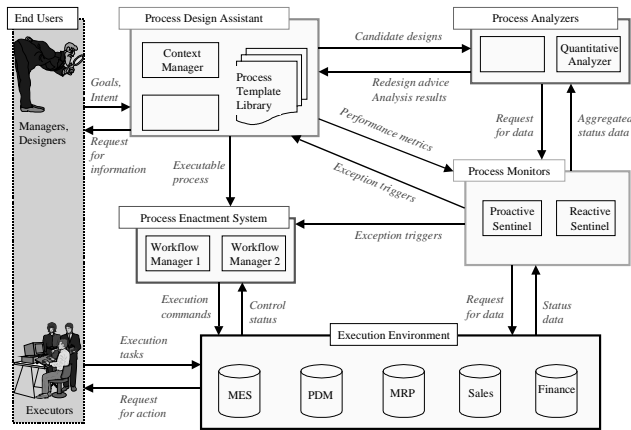 End Users
Process Design Assistant
Process Analyzers
Candidate designs
Context
Manager
Process
Template
Library
Quantitative
Analyzer
Redesign advice
Analysis results
Goals,
Intent
Managers,
Designers
Request
for
information
Performance metrics
Request
for data
Aggregated
status data
Executable
process
Exception triggers
Process Monitors
Process Enactment System
Proactive
Sentinel
Reactive
Sentinel
Exception triggers
Workflow
Manager 1
Workflow
Manager 2
Execution
commands
Control
status
Request
for data
Status
data
Execution Environment
Execution
tasks
MES
PDM
MRP
Sales
Finance
Request
for action
Executors